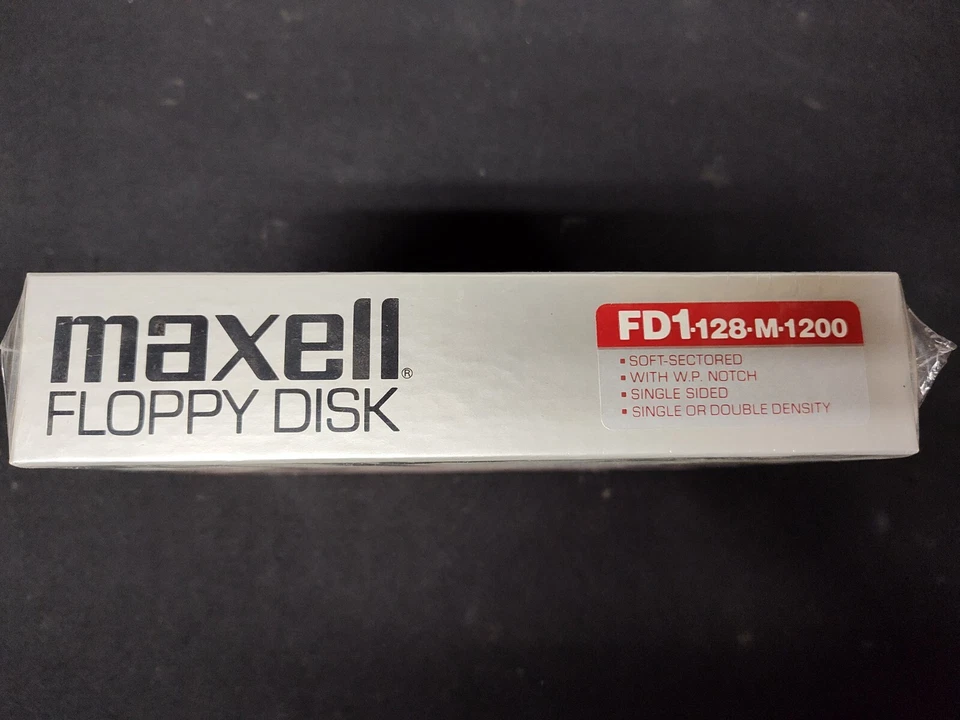 maxell®
FLOPPY DISK
FD1-128-M-1200
▪ SOFT-SECTORED
▪ WITH W.P. NOTCH
▪ SINGLE SIDED
▪ SINGLE OR DOUBLE DENSITY